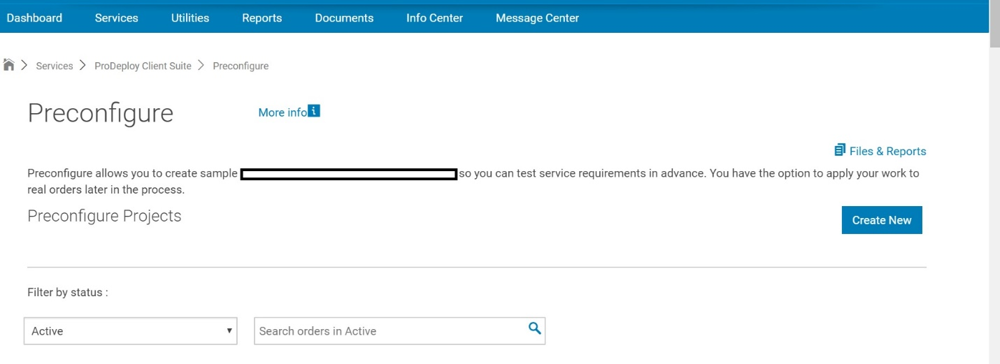 Dashboard Services Utilities Reports Documents Info Center Message Center
Services ProDeploy Client Suite Preconfigure
Preconfigure More info i
Files & Reports
Preconfigure allows you to create sample so you can test service requirements in advance. You have the option to apply your work to
real orders later in the process.
Preconfigure Projects Create New
Filter by status :
Active Search orders in Active